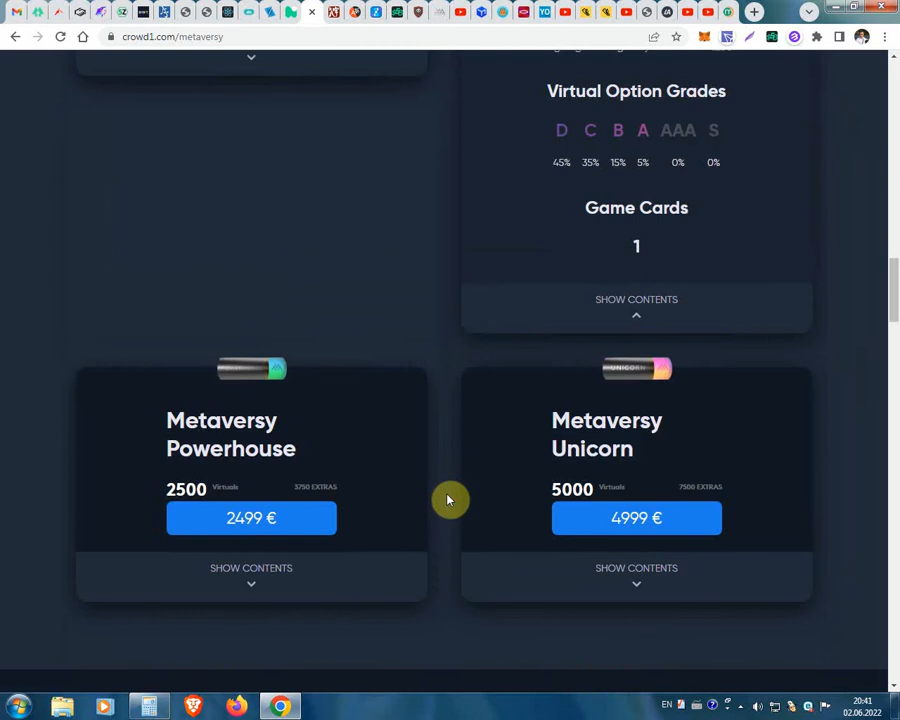 crowd1.com/metaversy
Virtual Option Grades
D C B A AAA S
45% 35% 15% 5% 0% 0%
Game Cards
1
SHOW CONTENTS
Metaversy
Powerhouse
2500 Virtuals 3750 EXTRAS
2499 €
SHOW CONTENTS
UNICORN
Metaversy
Unicorn
5000 Virtuals 7500 EXTRAS
4999 €
SHOW CONTENTS
EN
20:41
02.06.2022